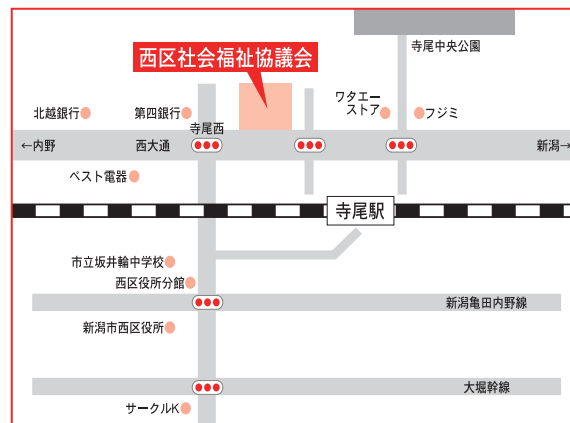 寺尾中央公園
西区社会福祉協議会
ワタエー
ストア
北越銀行
第四銀行
フジミ
寺尾西
←内野
西大通
新潟→
ベスト電器
寺尾駅
市立坂井輪中学校
西区役所分館
新潟亀田内野線
新潟市西区役所
大堀幹線
サークルK